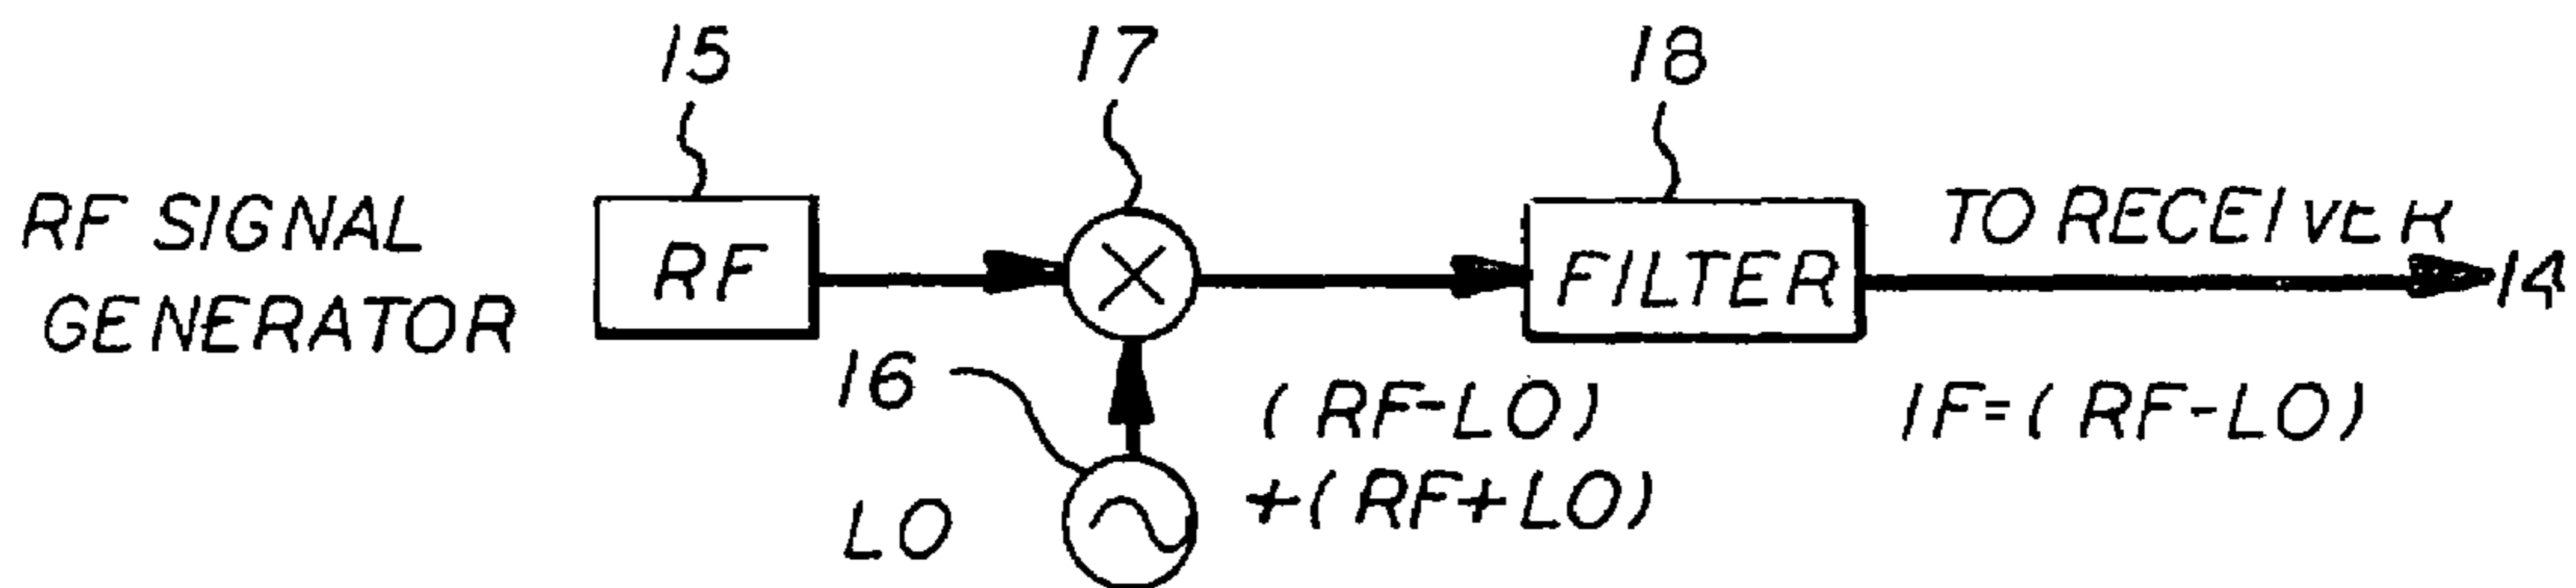 15
17
18
RF SIGNAL
GENERATOR
RF
FILTER
TO RECEIVER
14
16
LO
(RF-LO)
+(RF+LO)
IF=(RF-LO)